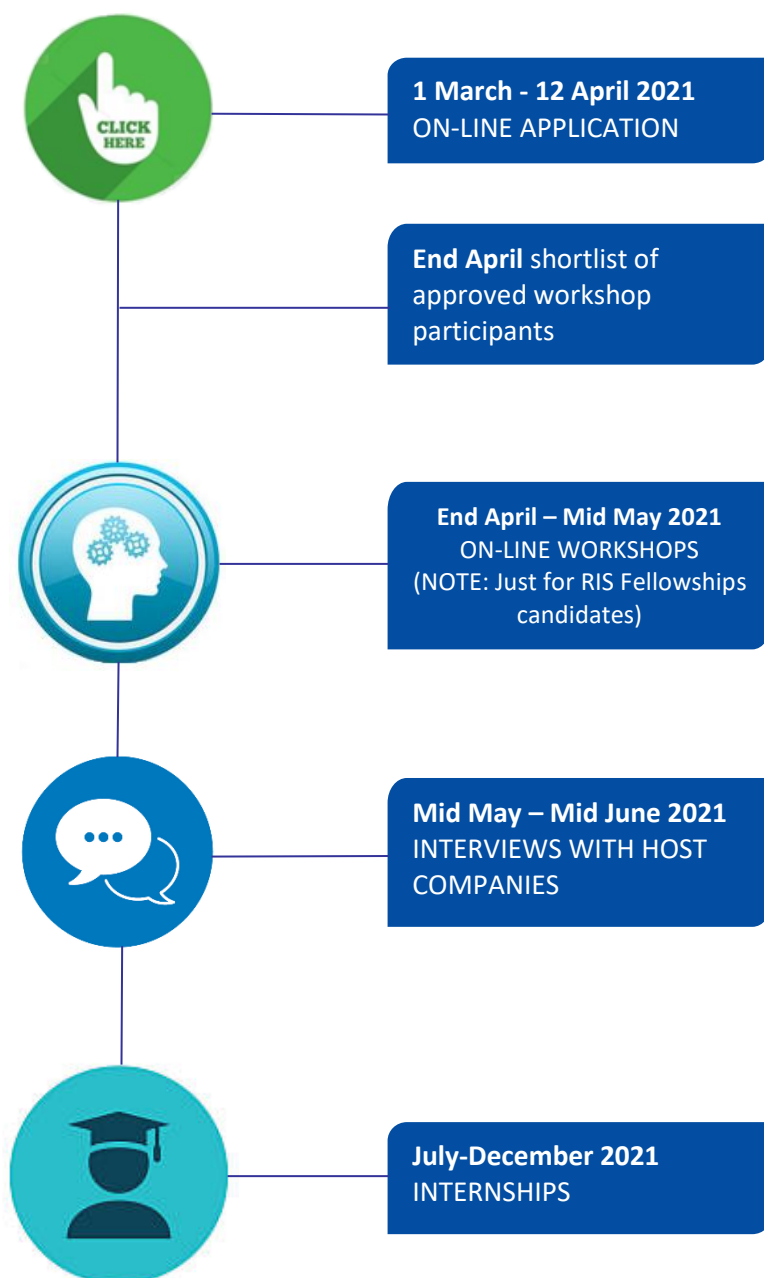 CLICK
HERE
1 March - 12 April 2021
ON-LINE APPLICATION
End April shortlist of
approved workshop
participants
End April – Mid May 2021
ON-LINE WORKSHOPS
(NOTE: Just for RIS Fellowships
candidates)
Mid May – Mid June 2021
INTERVIEWS WITH HOST
COMPANIES
July-December 2021
INTERNSHIPS